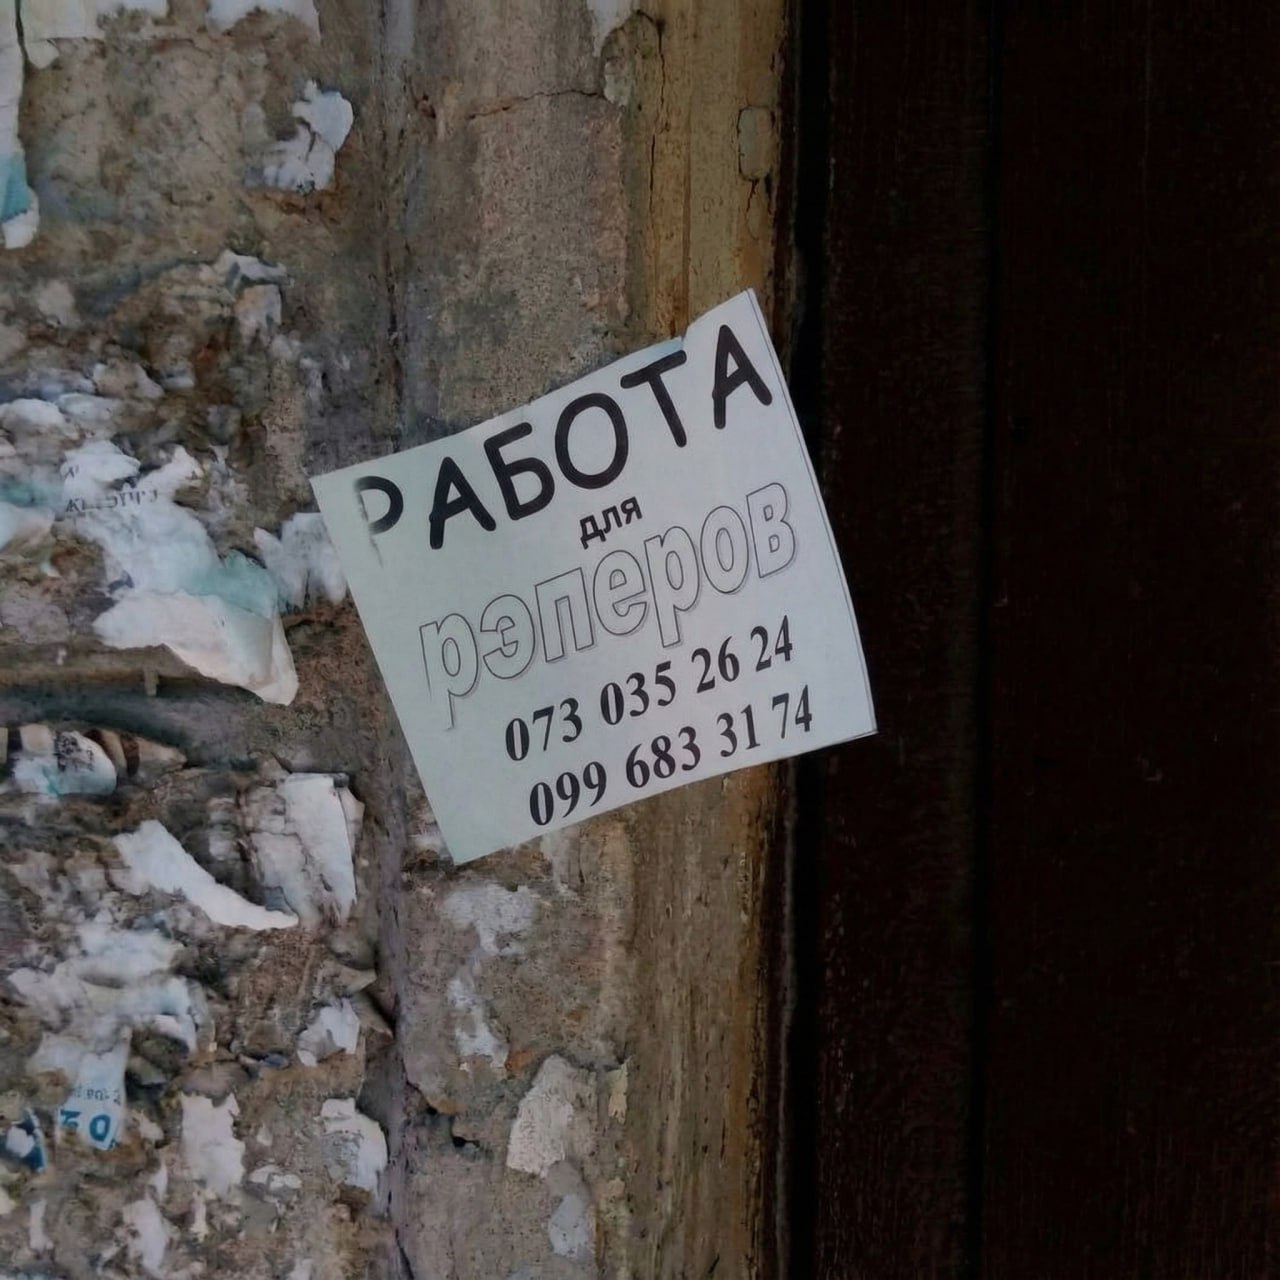 РАБОТА
для
рэперов
073 035 26 24
099 683 31 74